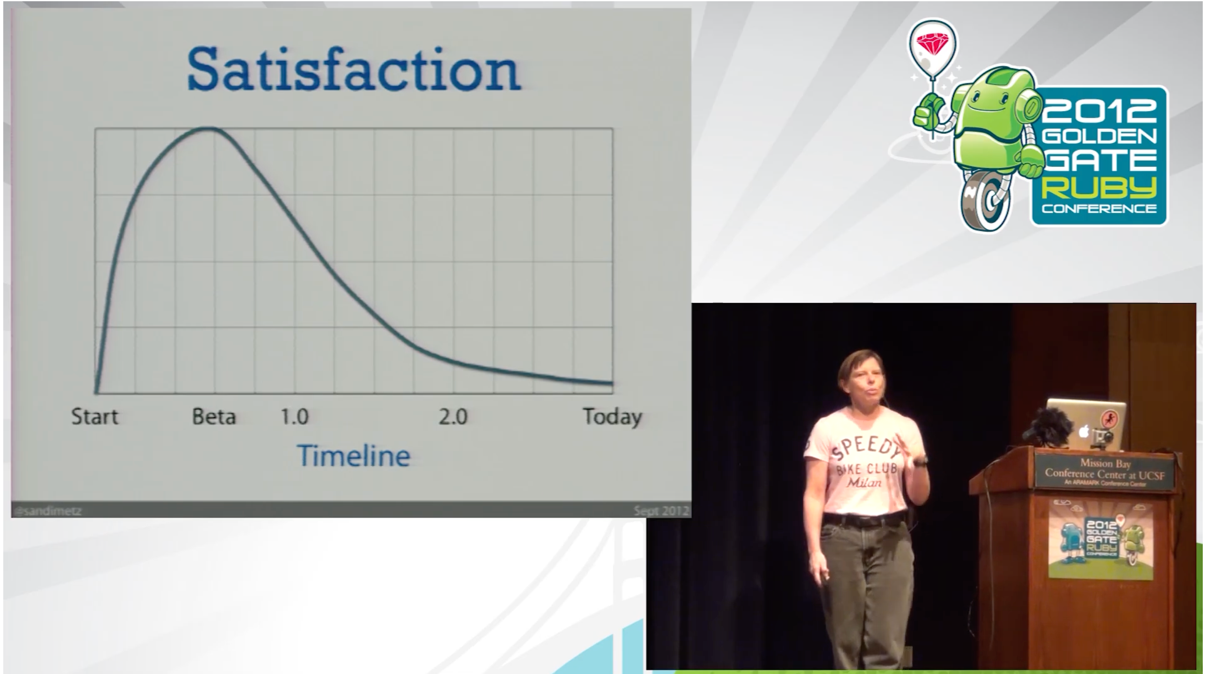 Satisfaction
Start Beta 1.0 2.0 Today
Timeline
@sandimetz Sept 2012
2012
GOLDEN
GATE
RUBY
CONFERENCE
SPEEDY
BIKE CLUB
Milan
Mission Bay
Conference Center at UCSF
An ARAMARK Conference Center
2012
GOLDEN
GATE
RUBY
CONFERENCE